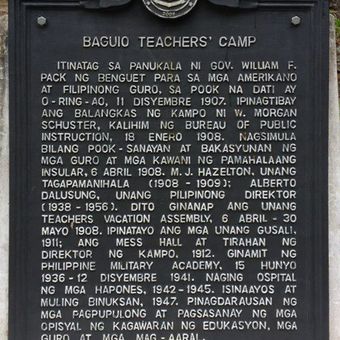 BAGUIO TEACHERS' CAMP
ITINATAG SA PANUKALA NI GOV. WILLIAM F.
PACK NG BENGUET PARA SA MGA AMERIKANO
AT FILIPINONG GURO, SA POOK NA DATI AY
O-RING-AO, 11 DISYEMBRE 1907. IPINAGTIBAY
ANG BALANGKAS NG KAMPO NI W. MORGAN
SCHUSTER, KALIHIM NG BUREAU OF PUBLIC
INSTRUCTION, 18 ENERO 1908. NAGSIMULA
BILANG POOK-SANAYAN AT BAKASYUNAN NG
MGA GURO AT MGA KAWANI NG PAMAHALAANG
INSULAR, 6 ABRIL 1908. M. J. HAZELTON, UNANG
TAGAPAMANIHALA (1908 - 1909); ALBERTO
DALUSUNG, UNANG PILIPINONG DIREKTOR
(1938 - 1956). DITO GINANAP ANG UNANG
TEACHERS VACATION ASSEMBLY, 6 ABRIL - 30
MAYO 1908. IPINATAYO ANG MGA UNANG GUSALI,
1911; ANG MESS HALL AT TIRAHAN NG
DIREKTOR NG KAMPO, 1912. GINAMIT NG
PHILIPPINE MILITARY ACADEMY, 15 HUNYO
1936 - 12 DISYEMBRE 1941. NAGING OSPITAL
NG MGA HAPONES, 1942-1945. ISINAAYOS AT
MULING BINUKSAN, 1947. PINAGDARAUSAN NG
MGA PAGPUPULONG AT PAGSASANAY NG MGA
OPISYAL NG KAGAWARAN NG EDUKASYON, MGA
GURO AT MGA MAG-AARAL.